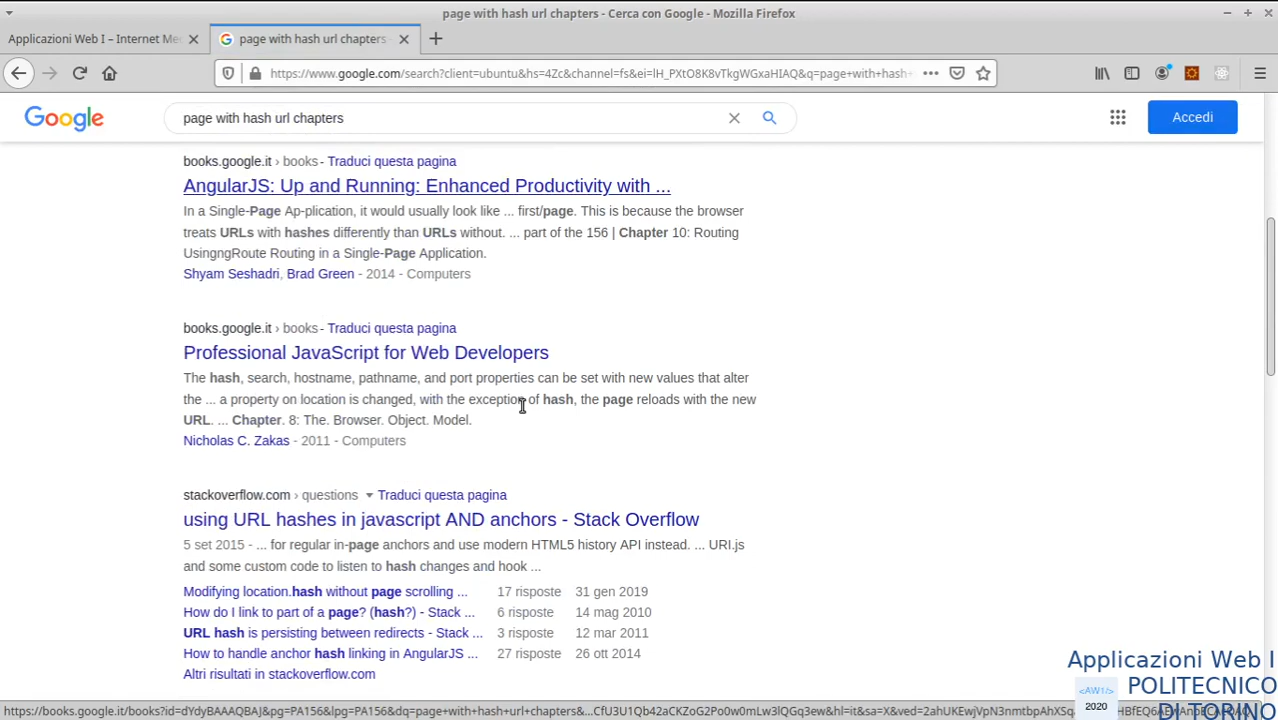 page with hash url chapters - Cerca con Google - Mozilla Firefox
Applicazioni Web I – Internet Me
page with hash url chapters
https://www.google.com/search?client=ubuntu&hs=4Zc&channel=fs&ei=lH_PXtO8K8vTkgWGxaHIAQ&q=page+with+hash+
Google
page with hash url chapters
Accedi
books.google.it › books - Traduci questa pagina
AngularJS: Up and Running: Enhanced Productivity with ...
In a Single-Page Ap-plication, it would usually look like ... first/page. This is because the browser
treats URLs with hashes differently than URLs without. ... part of the 156 | Chapter 10: Routing
UsingngRoute Routing in a Single-Page Application.
Shyam Seshadri, Brad Green - 2014 - Computers
books.google.it › books - Traduci questa pagina
Professional JavaScript for Web Developers
The hash, search, hostname, pathname, and port properties can be set with new values that alter
the ... a property on location is changed, with the exception of hash, the page reloads with the new
URL. ... Chapter. 8: The. Browser. Object. Model.
Nicholas C. Zakas - 2011 - Computers
stackoverflow.com › questions Traduci questa pagina
using URL hashes in javascript AND anchors - Stack Overflow
5 set 2015 - ... for regular in-page anchors and use modern HTML5 history API instead. ... URI.js
and some custom code to listen to hash changes and hook ...
Modifying location.hash without page scrolling ... 17 risposte 31 gen 2019
How do I link to part of a page? (hash?) - Stack ... 6 risposte 14 mag 2010
URL hash is persisting between redirects - Stack ... 3 risposte 12 mar 2011
How to handle anchor hash linking in AngularJS ... 27 risposte 26 ott 2014
Altri risultati in stackoverflow.com
Applicazioni Web I
<AW1/>
2020
POLITECNICO
DI TORINO